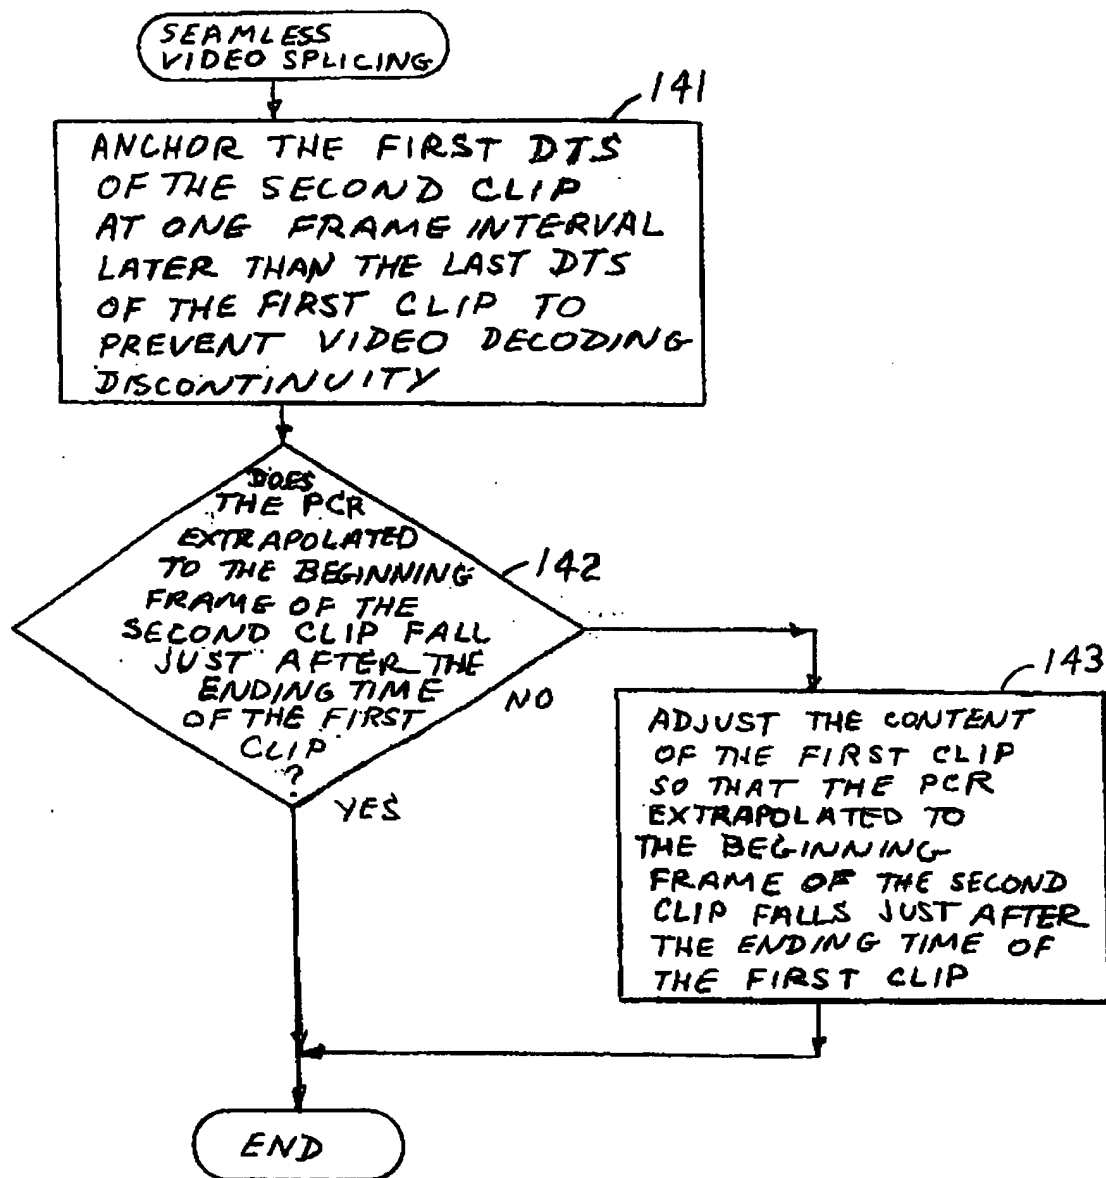 SEAMLESS
VIDEO SPLICING
141
ANCHOR THE FIRST DTS
OF THE SECOND CLIP
AT ONE FRAME INTERVAL
LATER THAN THE LAST DTS
OF THE FIRST CLIP TO
PREVENT VIDEO DECODING
DISCONTINUITY
DOES
THE PCR
EXTRAPOLATED
TO THE BEGINNING
FRAME OF THE
SECOND CLIP FALL
JUST AFTER THE
ENDING TIME
OF THE FIRST
CLIP
?
142
NO
YES
143
ADJUST THE CONTENT
OF THE FIRST CLIP
SO THAT THE PCR
EXTRAPOLATED TO
THE BEGINNING
FRAME OF THE SECOND
CLIP FALLS JUST AFTER
THE ENDING TIME OF
THE FIRST CLIP
END